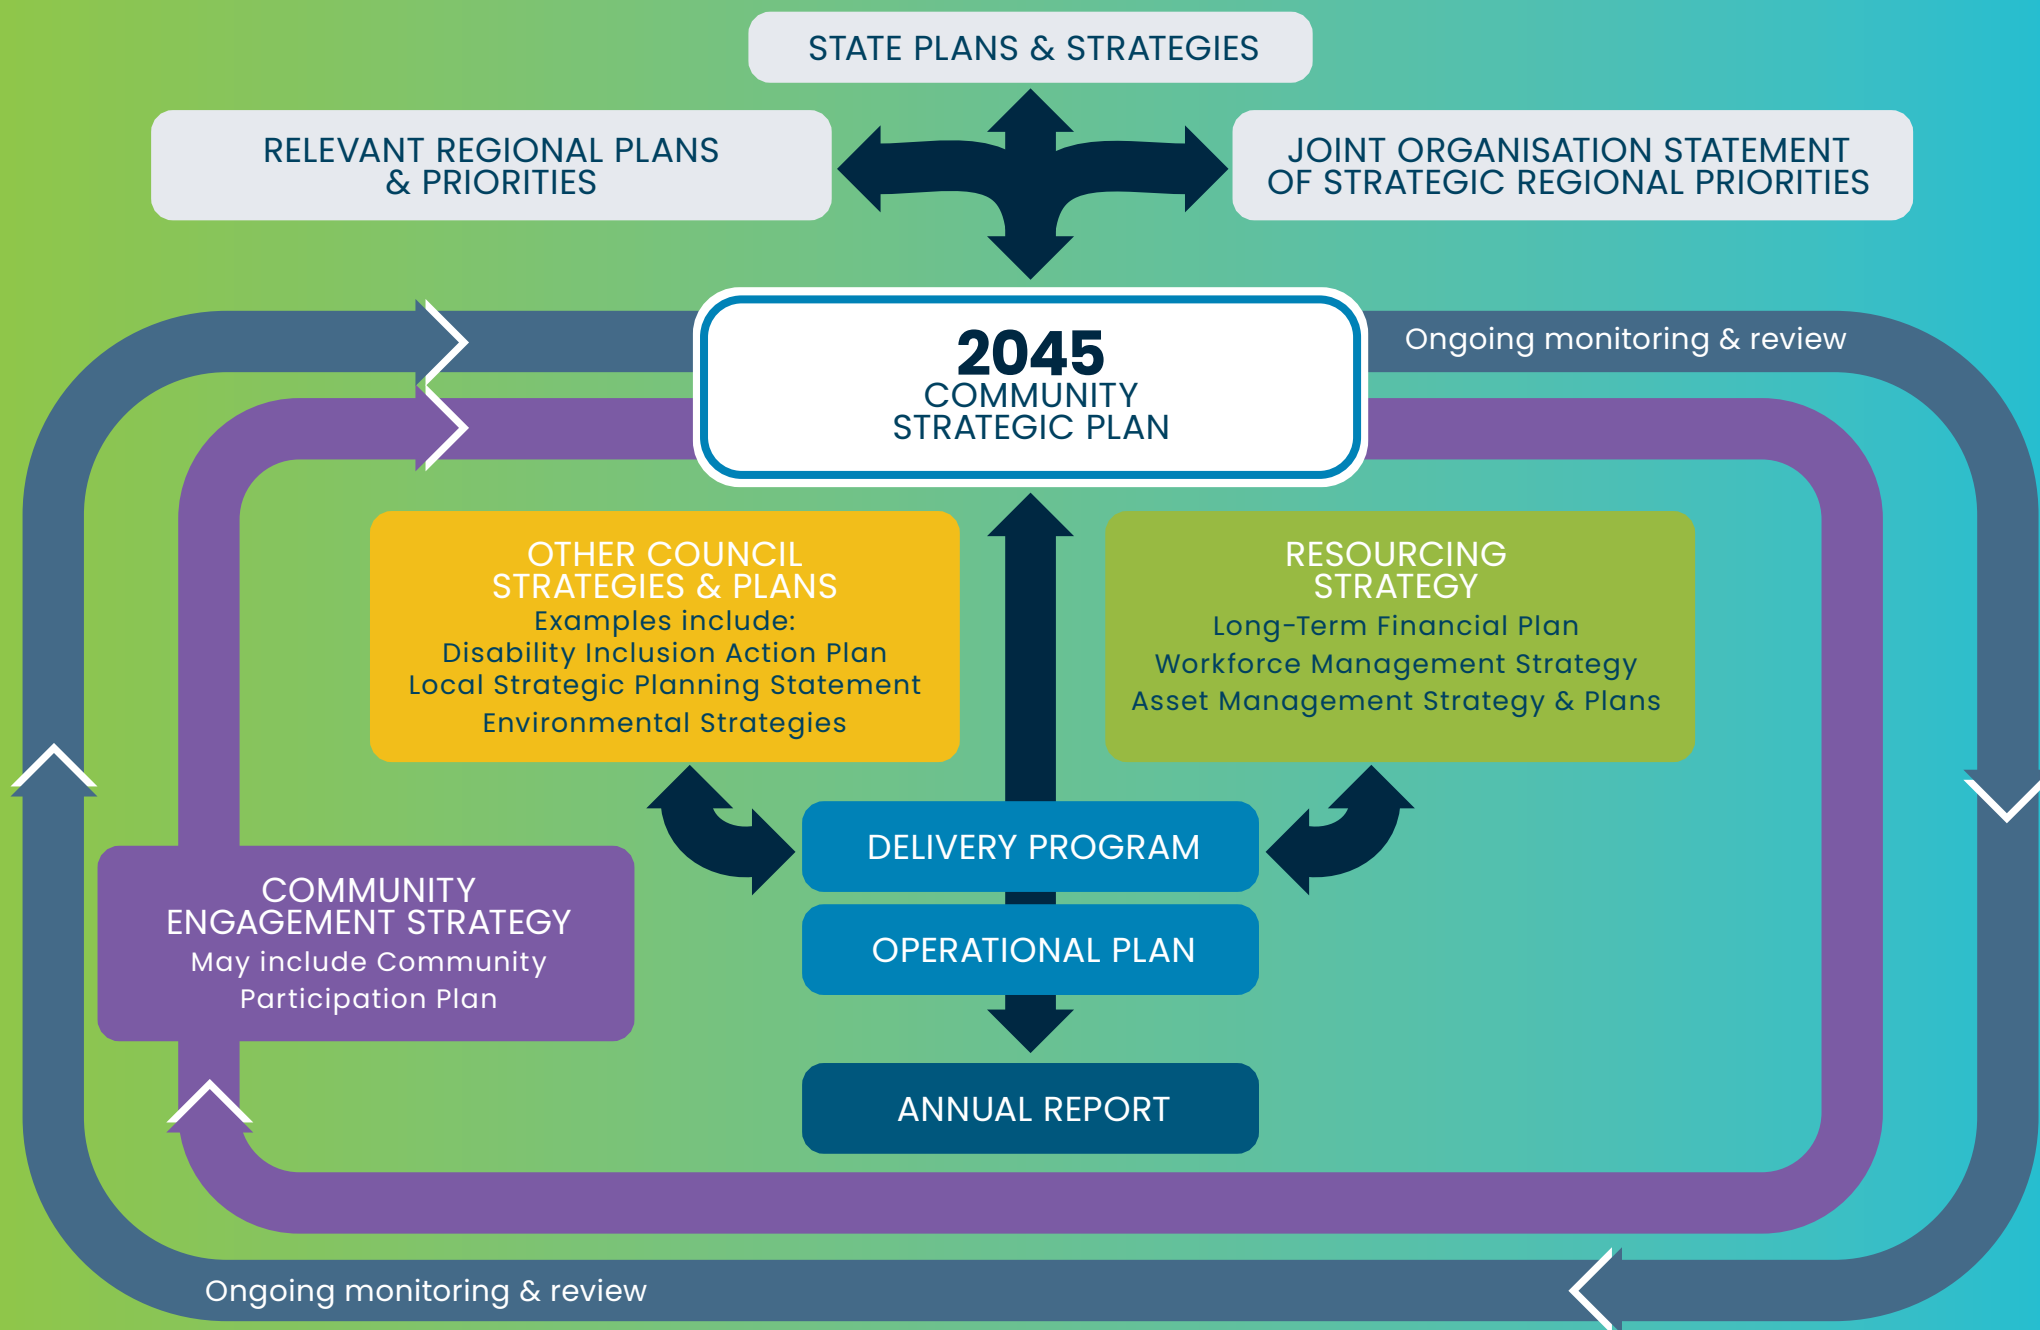 STATE PLANS & STRATEGIES
RELEVANT REGIONAL PLANS
& PRIORITIES
JOINT ORGANISATION STATEMENT
OF STRATEGIC REGIONAL PRIORITIES
2045
COMMUNITY
STRATEGIC PLAN
Ongoing monitoring & review
OTHER COUNCIL
STRATEGIES & PLANS
Examples include:
Disability Inclusion Action Plan
Local Strategic Planning Statement
Environmental Strategies
RESOURCING
STRATEGY
Long-Term Financial Plan
Workforce Management Strategy
Asset Management Strategy & Plans
DELIVERY PROGRAM
COMMUNITY
ENGAGEMENT STRATEGY
May include Community
Participation Plan
OPERATIONAL PLAN
ANNUAL REPORT
Ongoing monitoring & review